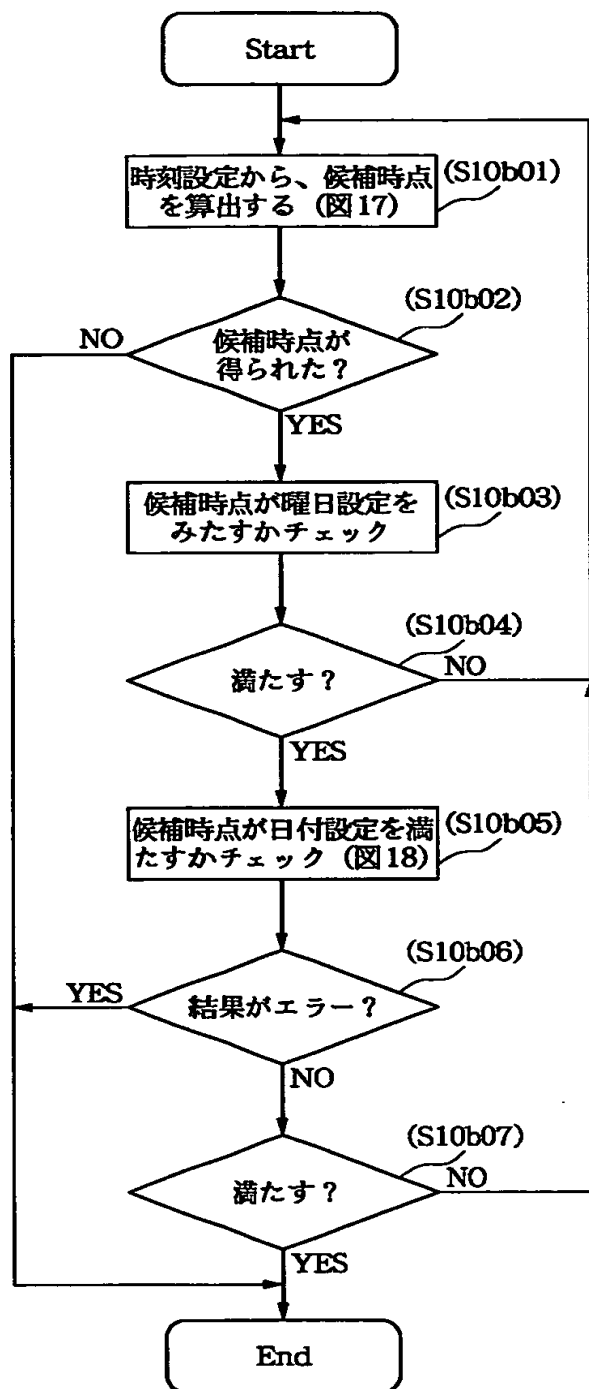 Start
時刻設定から、候補時点
を算出する (図17)
(S10b01)
(S10b02)
NO
候補時点が
得られた?
YES
候補時点が曜日設定を
みたすかチェック
(S10b03)
(S10b04)
満たす?
NO
YES
候補時点が日付設定を満
たすかチェック (図18)
(S10b05)
(S10b06)
YES
結果がエラー?
NO
(S10b07)
満たす?
NO
YES
End